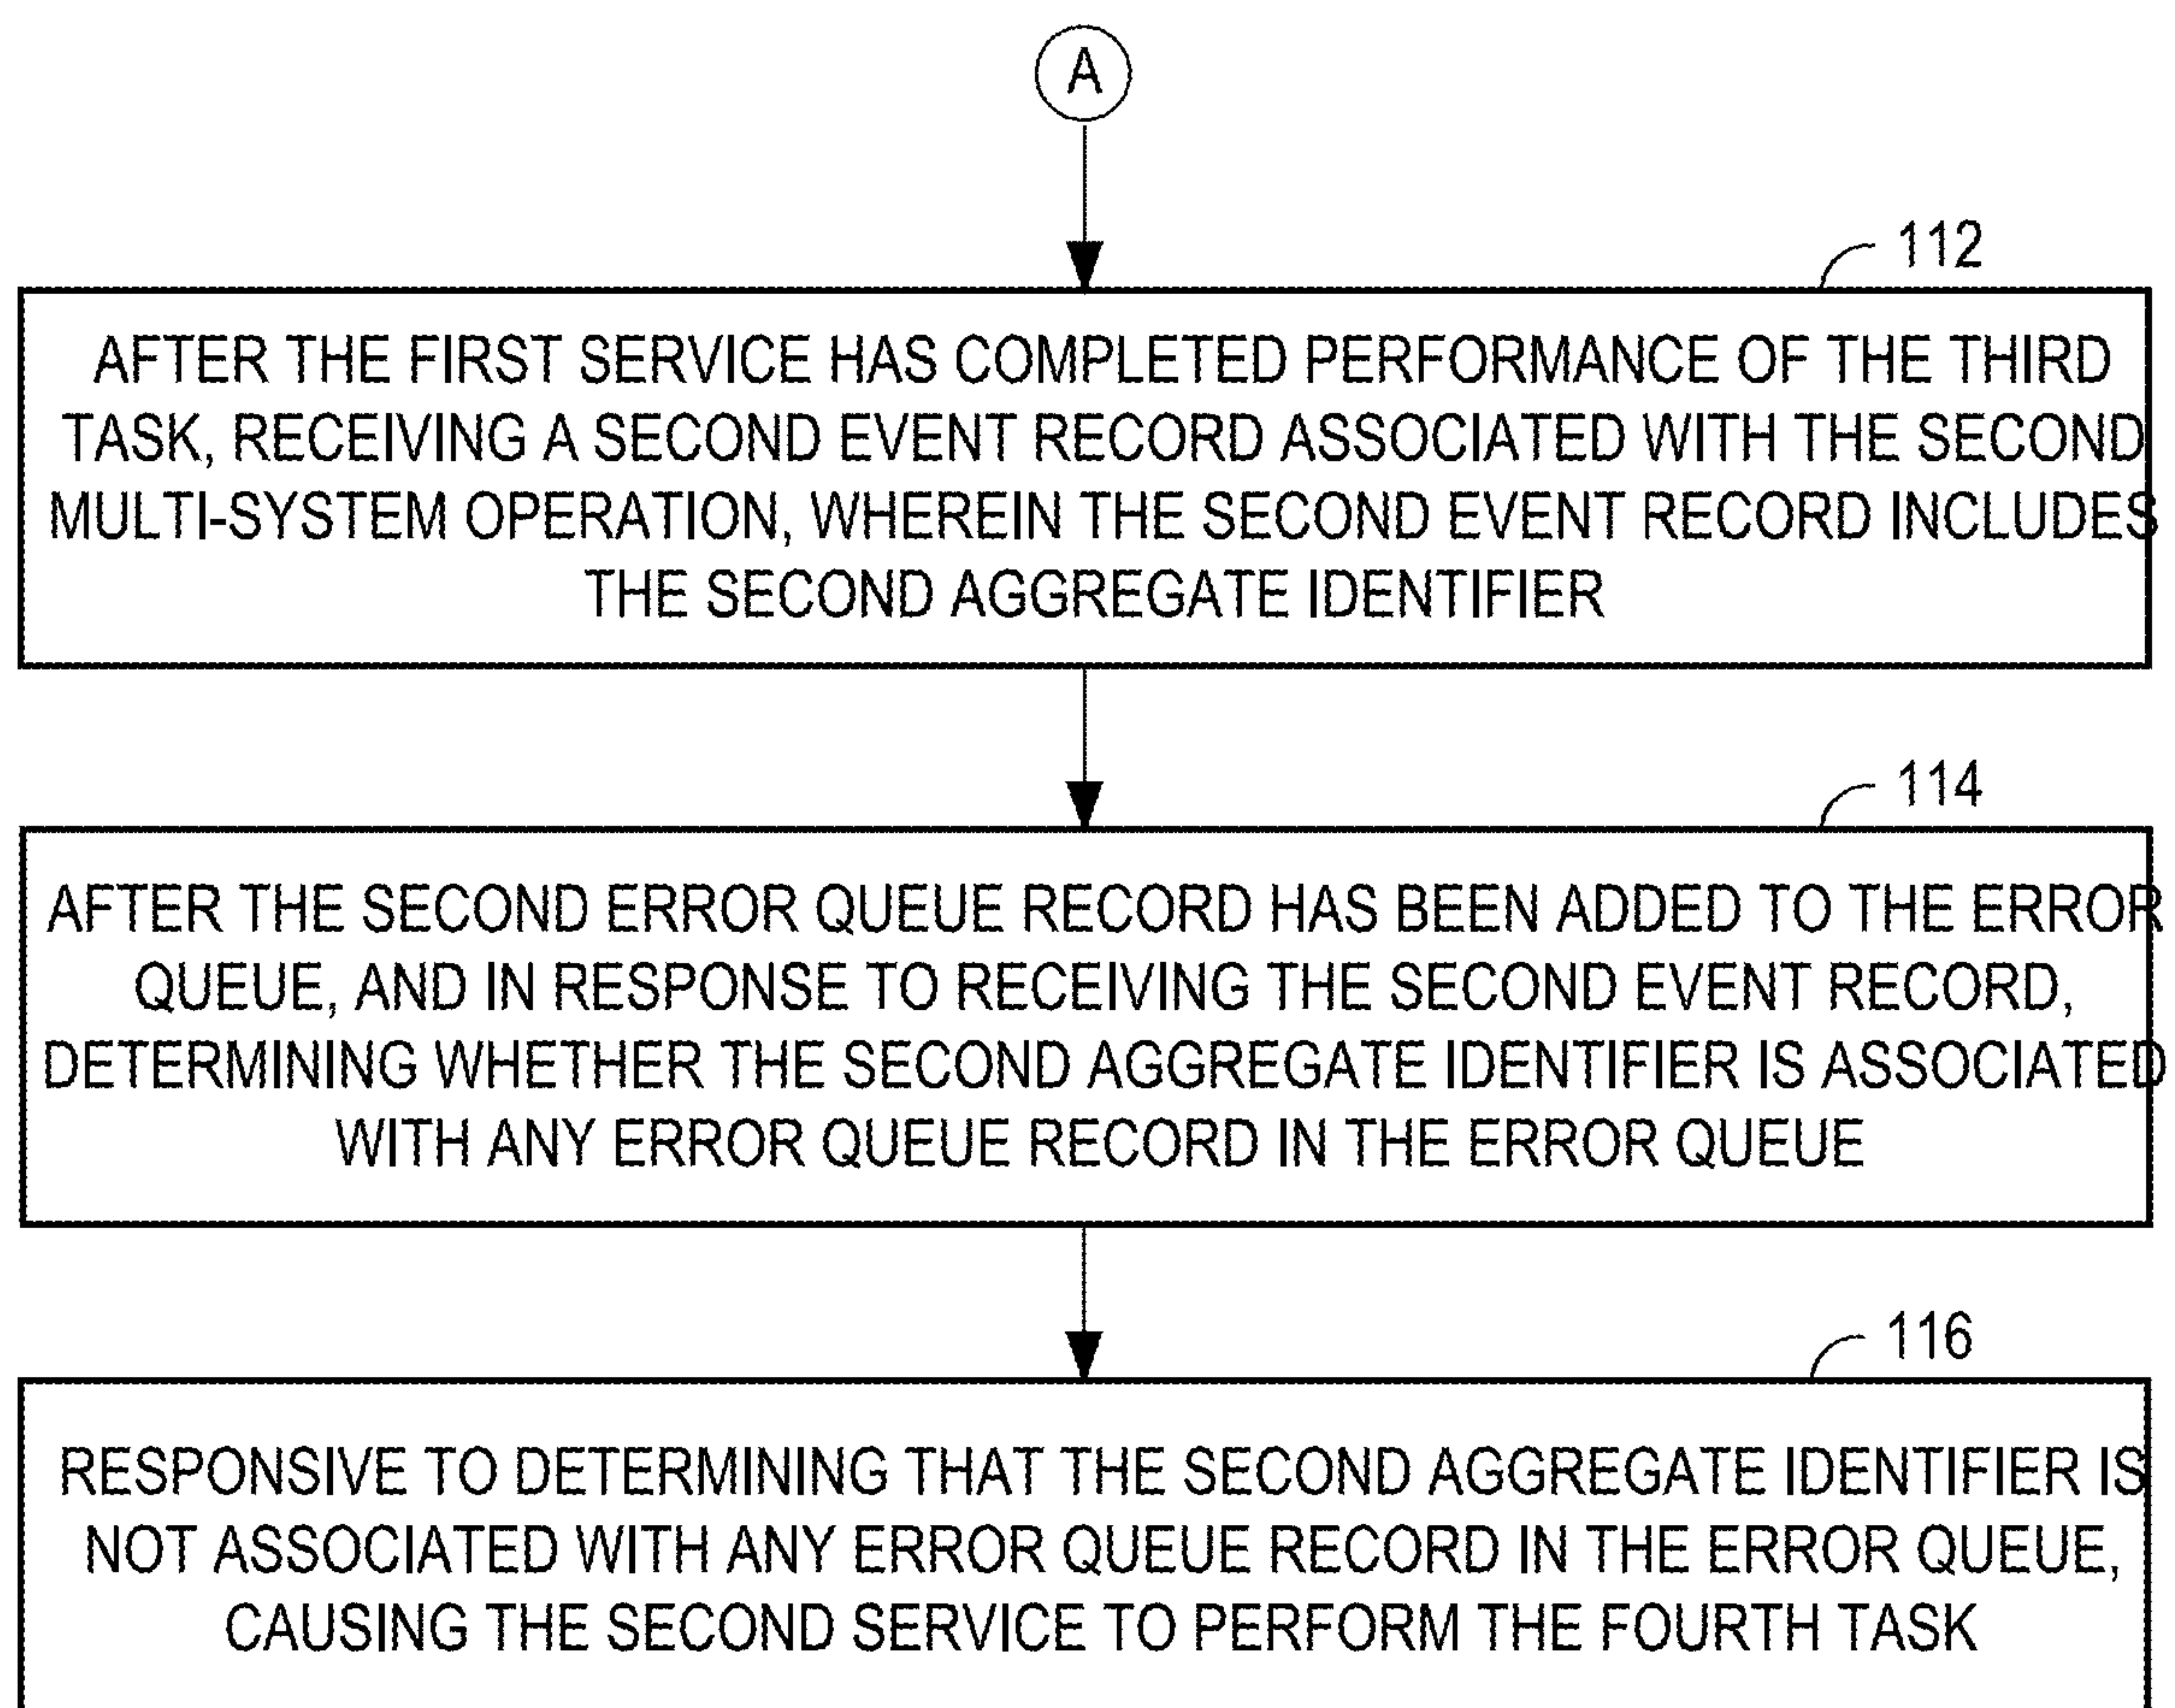 A
112
AFTER THE FIRST SERVICE HAS COMPLETED PERFORMANCE OF THE THIRD
TASK, RECEIVING A SECOND EVENT RECORD ASSOCIATED WITH THE SECOND
MULTI-SYSTEM OPERATION, WHEREIN THE SECOND EVENT RECORD INCLUDES
THE SECOND AGGREGATE IDENTIFIER
114
AFTER THE SECOND ERROR QUEUE RECORD HAS BEEN ADDED TO THE ERROR
QUEUE, AND IN RESPONSE TO RECEIVING THE SECOND EVENT RECORD,
DETERMINING WHETHER THE SECOND AGGREGATE IDENTIFIER IS ASSOCIATED
WITH ANY ERROR QUEUE RECORD IN THE ERROR QUEUE
116
RESPONSIVE TO DETERMINING THAT THE SECOND AGGREGATE IDENTIFIER IS
NOT ASSOCIATED WITH ANY ERROR QUEUE RECORD IN THE ERROR QUEUE,
CAUSING THE SECOND SERVICE TO PERFORM THE FOURTH TASK